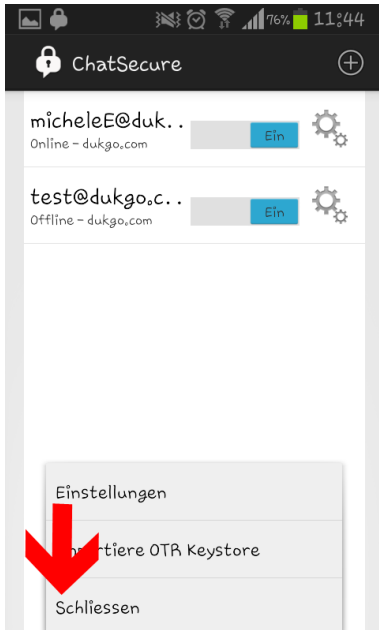 76% 11:44
ChatSecure
micheleE@duk..
Online - dukgo.com
Ein
test@dukgo.c..
Offline - dukgo.com
Ein
Einstellungen
OTR Keystore
Schliessen